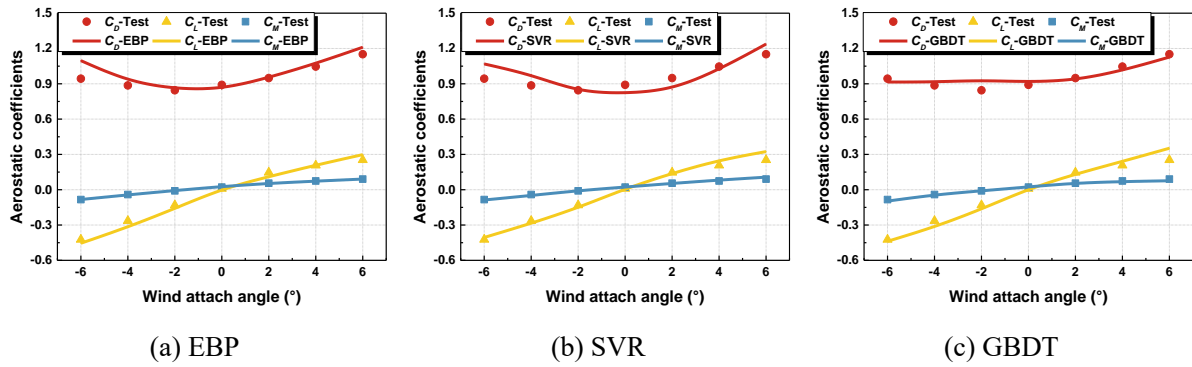 C_D-Test C_L-Test C_M-Test
C_D-EBP C_L-EBP C_M-EBP
1.5
1.2
0.9
0.6
0.3
0.0
-0.3
-0.6
Aerostatic coefficients
-6 -4 -2 0 2 4 6
Wind attach angle (°)
(a) EBP
C_D-Test C_L-Test C_M-Test
C_D-SVR C_L-SVR C_M-SVR
1.5
1.2
0.9
0.6
0.3
0.0
-0.3
-0.6
Aerostatic coefficients
-6 -4 -2 0 2 4 6
Wind attach angle (°)
(b) SVR
C_D-Test C_L-Test C_M-Test
C_D-GBDT C_L-GBDT C_M-GBDT
1.5
1.2
0.9
0.6
0.3
0.0
-0.3
-0.6
Aerostatic coefficients
-6 -4 -2 0 2 4 6
Wind attach angle (°)
(c) GBDT